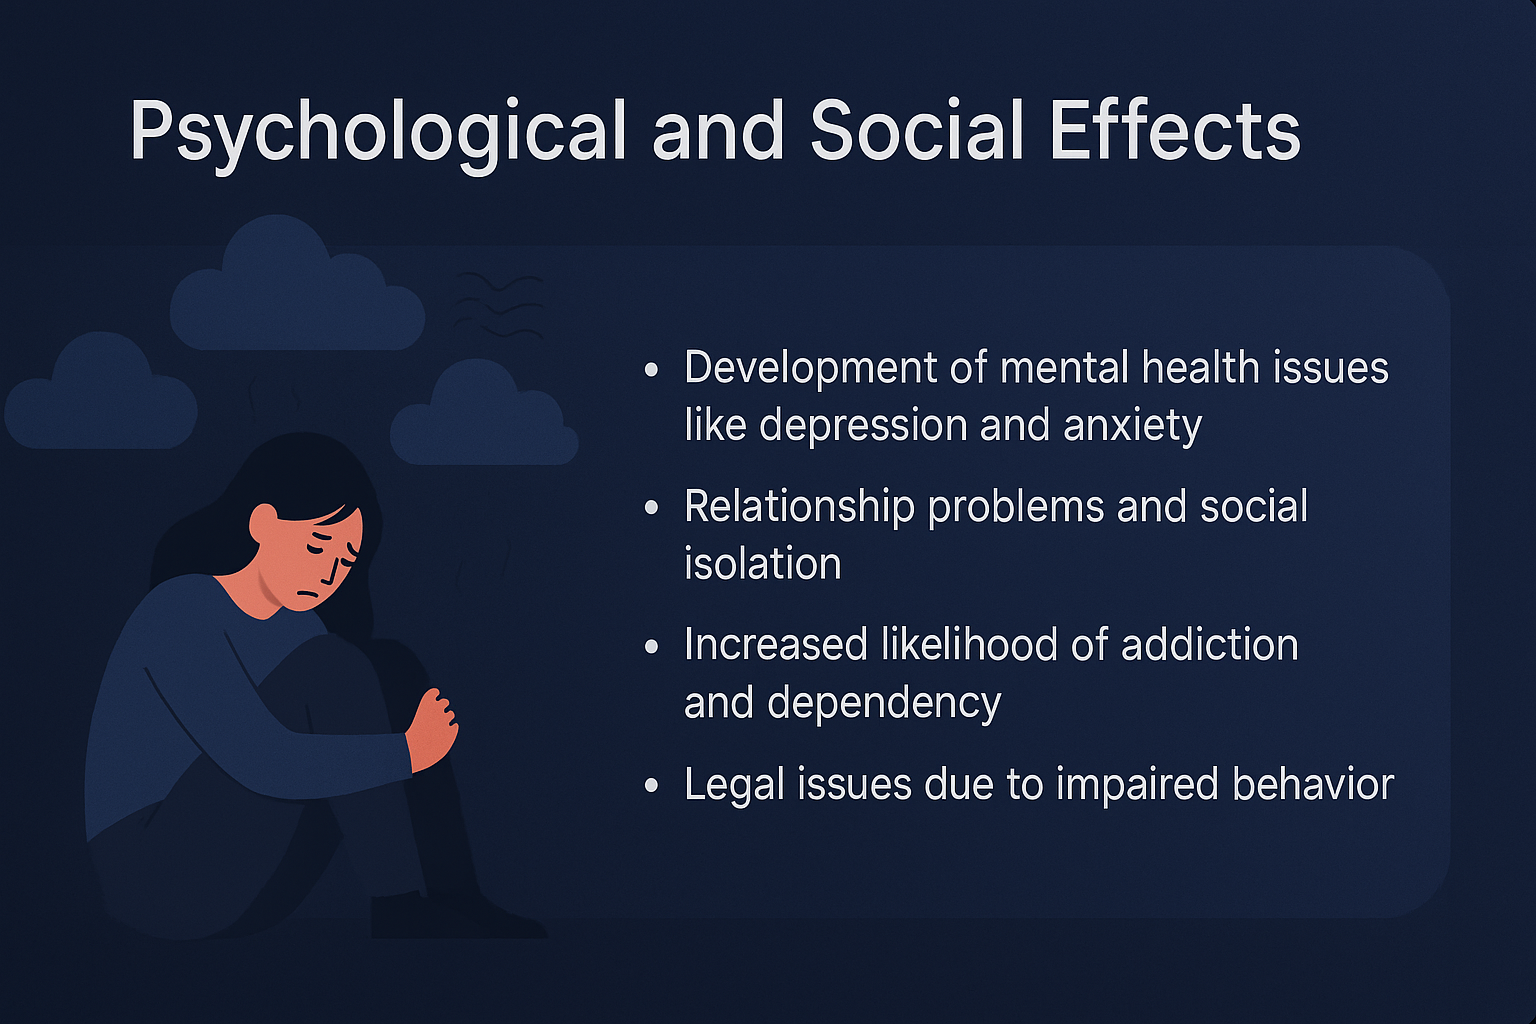 Psychological and Social Effects
• Development of mental health issues
like depression and anxiety
• Relationship problems and social
isolation
• Increased likelihood of addiction
and dependency
• Legal issues due to impaired behavior